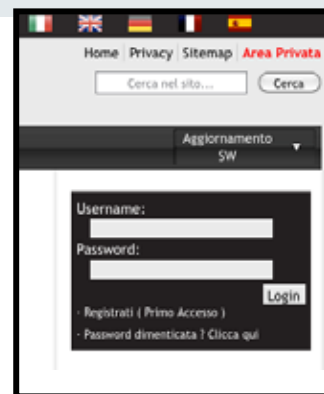 Home Privacy Sitemap Area Privata
Cerca nel sito... Cerca
Aggiornamento
SW
Username:
Password:
Login
- Registrati ( Primo Accesso )
- Password dimenticata ? Clicca qui